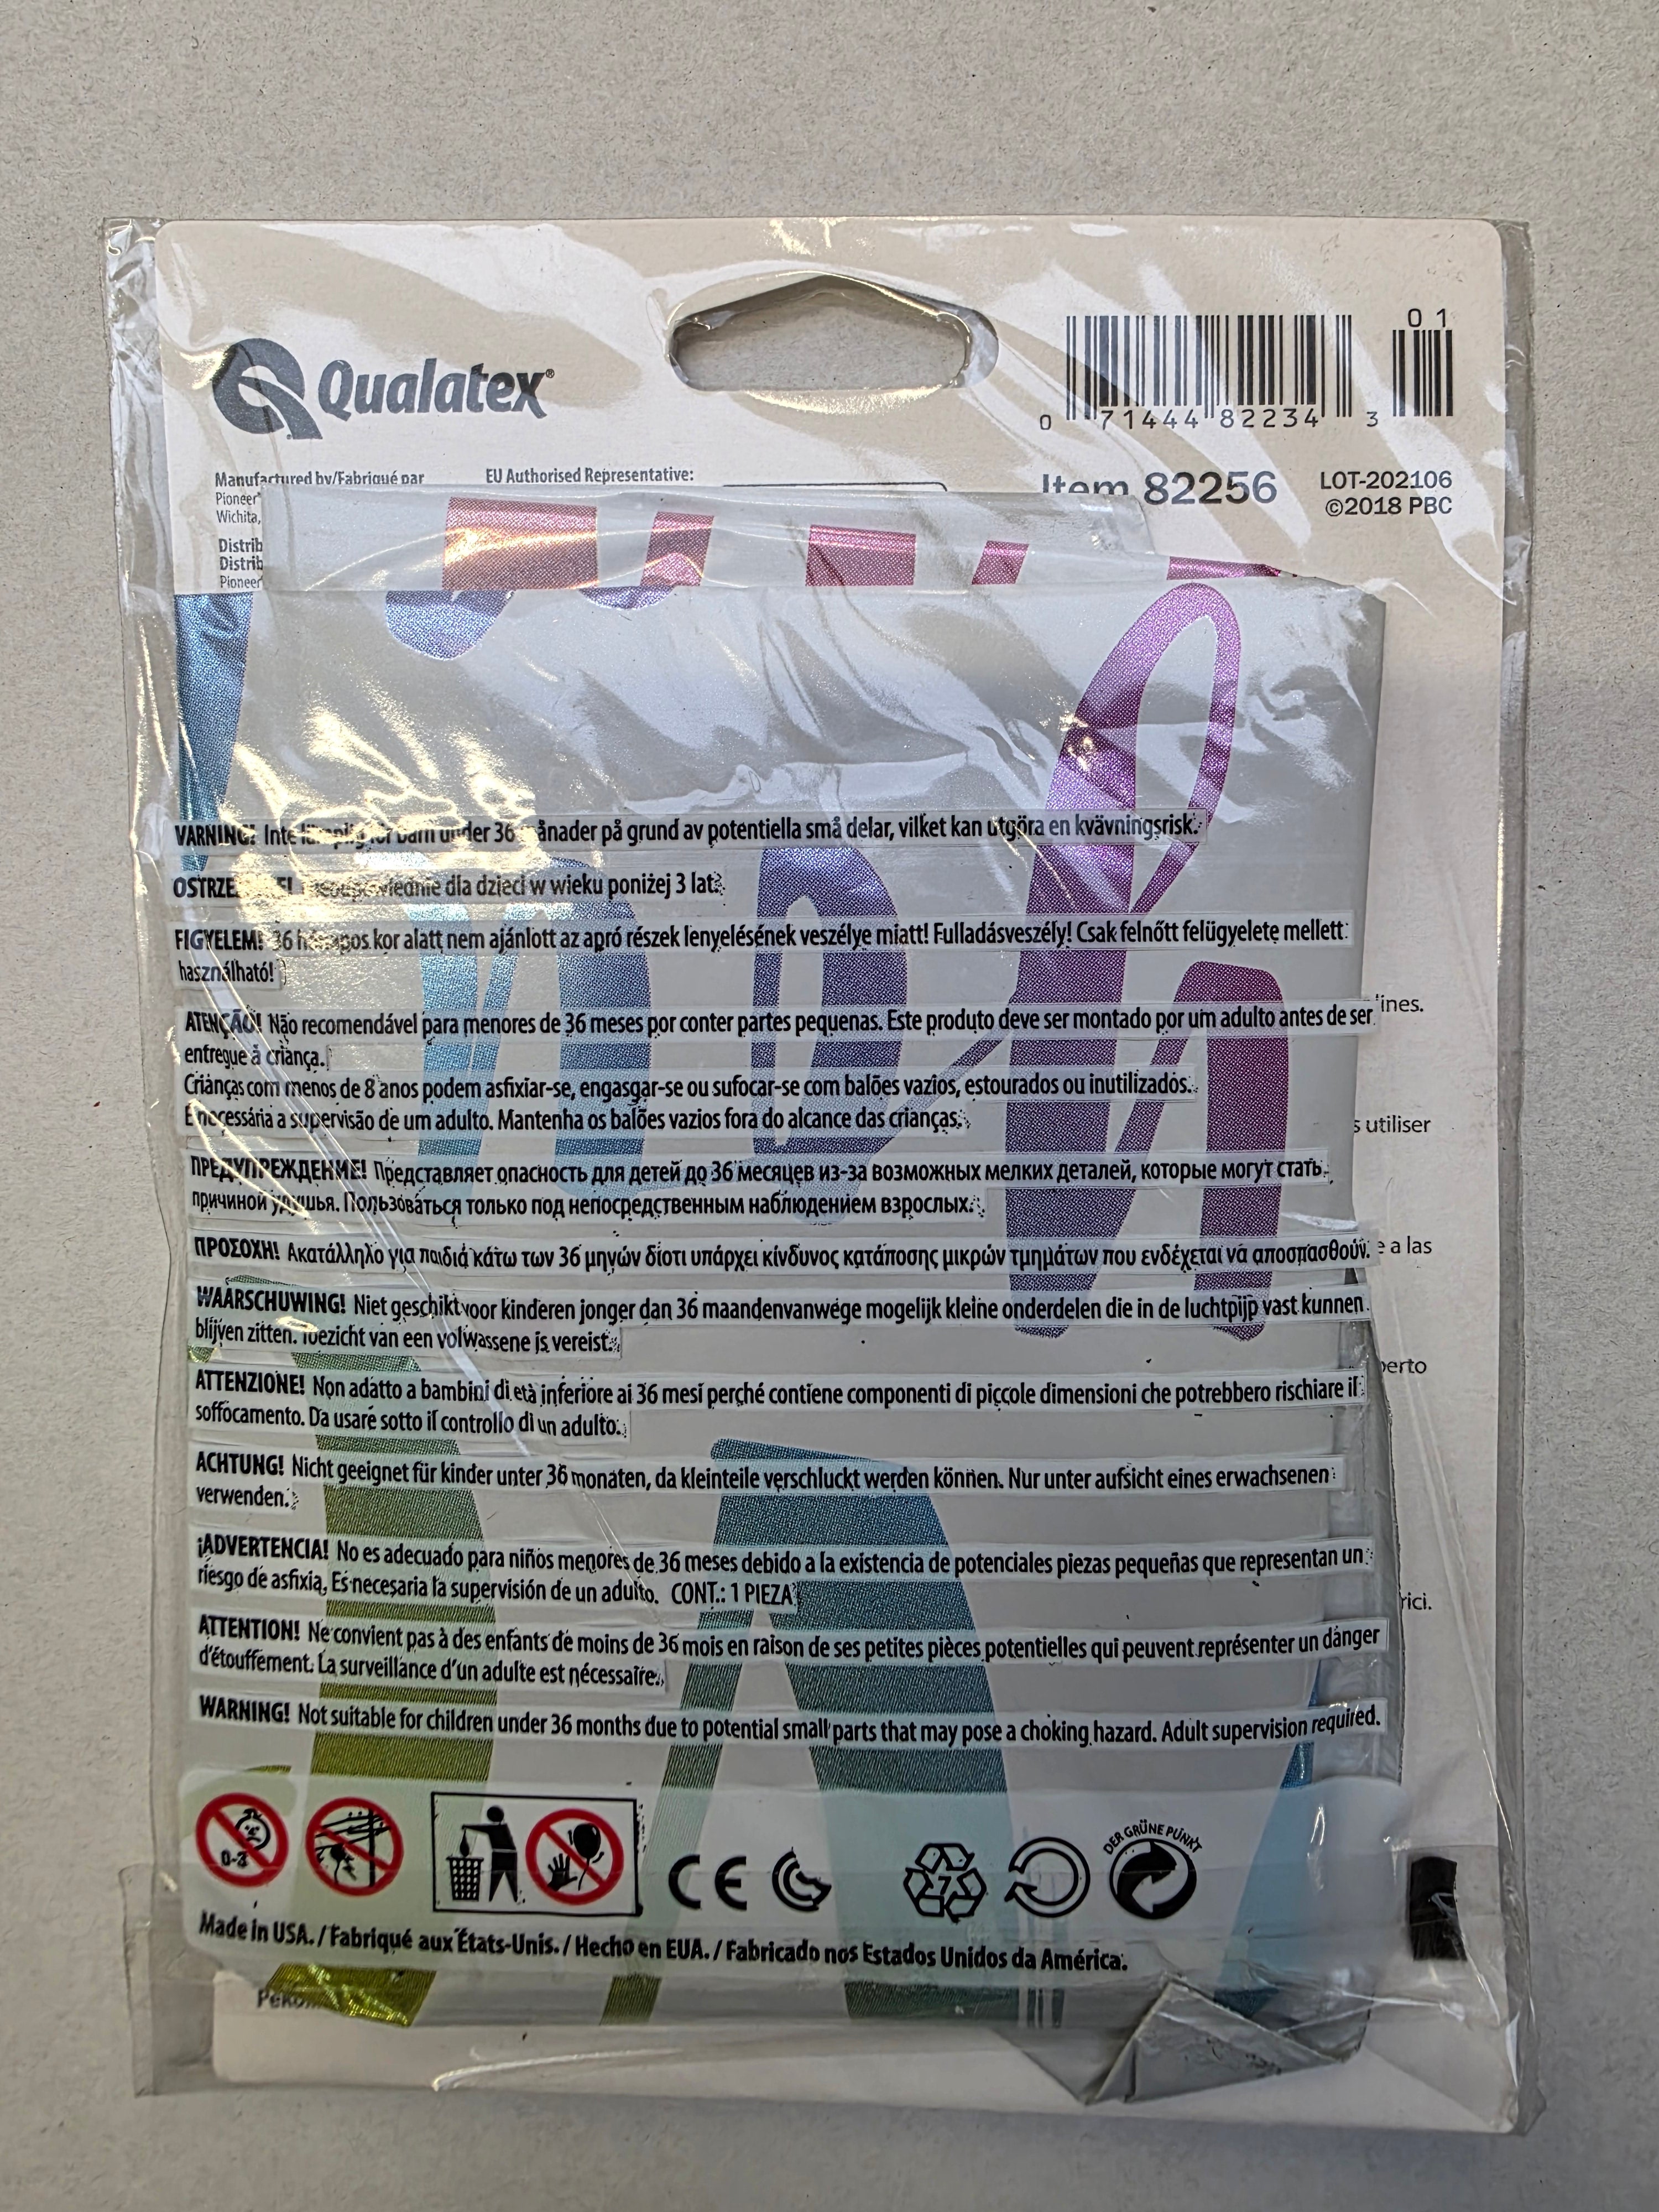 Qualatex®
01
0 71444 82234 3
Manufactured by/Fabriqué par
Pioneer
Wichita,
EU Authorised Representative:
Item 82256
LOT-202106
©2018 PBC
Distrib
Distrib
Pioneer
VARNING! Inte under 36 månader på grund av potentiella små delar, vilket kan utgöra en kvävningsrisk.
dla dzieci w wieku poniżej 3 lat.
FIGYELEM! 36 hónapos kor alatt nem ajánlott az apró részek lenyelésének veszélye miatt! Fulladásveszély! Csak felnőtt felügyelete mellett
használható!
lines.
ATENÇÃO! Não recomendável para menores de 36 meses por conter partes pequenas. Este produto deve ser montado por um adulto antes de ser
entregue à criança.
Crianças com menos de 8 anos podem asfixiar-se, engasgar-se ou sufocar-se com balões vazios, estourados ou inutilizados.
É necessária a supervisão de um adulto. Mantenha os balões vazios fora do alcance das crianças.
s utiliser
ПРЕДУПРЕЖДЕНИЕ! Представляет опасность для детей до 36 месяцев из-за возможных мелких деталей, которые могут стать
причиной удушья. Пользоваться только под непосредственным наблюдением взрослых.
ΠΡΟΣΟΧΗ! Ακατάλληλο για παιδιά κάτω των 36 μηνών διότι υπάρχει κίνδυνος κατάποσης μικρών τμημάτων που ενδέχεται να αποσπασθούν.
e a las
WAARSCHUWING! Niet geschikt voor kinderen jonger dan 36 maandenvanwege mogelijk kleine onderdelen die in de luchtpijp vast kunnen
blijven zitten. Toezicht van een volwassene is vereist.
perto
ATTENZIONE! Non adatto a bambini di età inferiore ai 36 mesi perché contiene componenti di piccole dimensioni che potrebbero rischiare il
soffocamento. Da usare sotto il controllo di un adulto.
ACHTUNG! Nicht geeignet für kinder unter 36 monaten, da kleinteile verschluckt werden können. Nur unter aufsicht eines erwachsenen
verwenden.
¡ADVERTENCIA! No es adecuado para niños menores de 36 meses debido a la existencia de potenciales piezas pequeñas que representan un
riesgo de asfixia. Es necesaria la supervisión de un adulto. CONT.: 1 PIEZA
rici.
ATTENTION! Ne convient pas à des enfants de moins de 36 mois en raison de ses petites pièces potentielles qui peuvent représenter un danger
d'étouffement. La surveillance d'un adulte est nécessaire.
WARNING! Not suitable for children under 36 months due to potential small parts that may pose a choking hazard. Adult supervision required.
0-3
CE
7
DER GRÜNE PUNKT
Made in USA. / Fabriqué aux États-Unis. / Hecho en EUA. / Fabricado nos Estados Unidos da América.